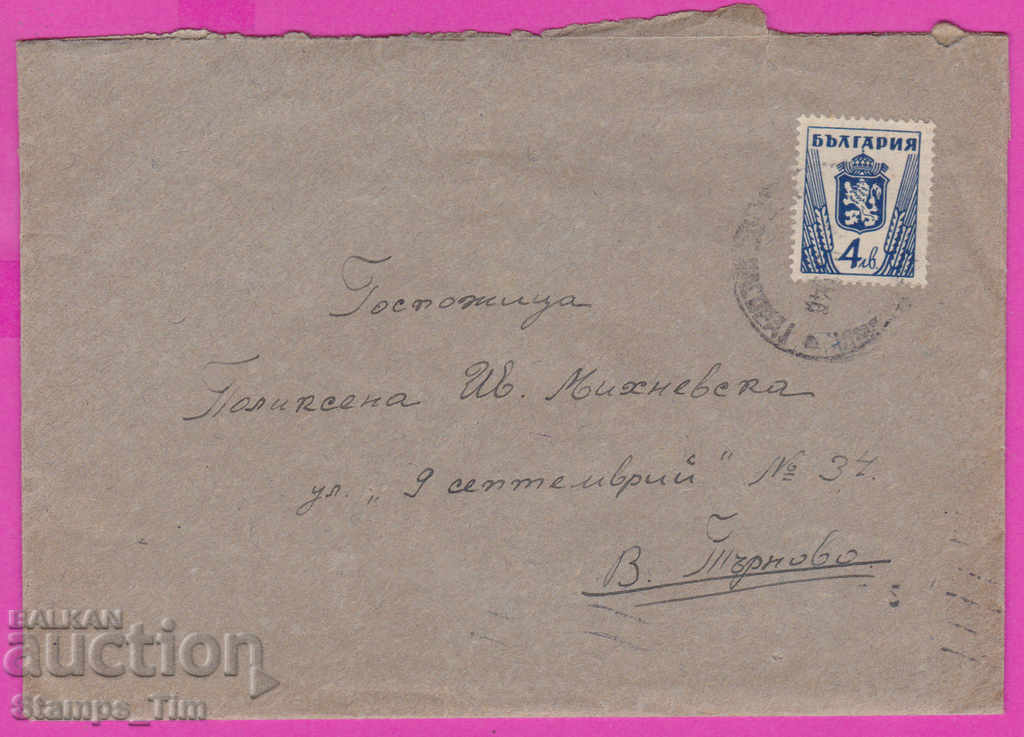 БЪЛГАРИЯ
4лв
Госпожица
Поликсена Ив. Михневска
ул. „9 септемврий“ № 34.
В. Търново.
BALKAN
auction
Stamps_Tim